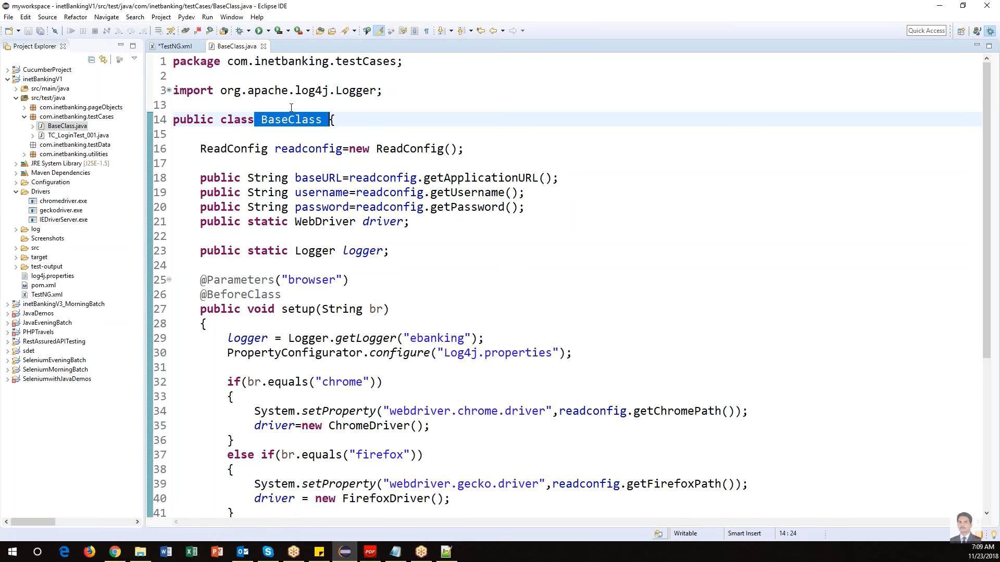 myworkspace - inetBankingV1/src/test/java/com/inetbanking/testCases/BaseClass.java - Eclipse IDE
File Edit Source Refactor Navigate Search Project Pydev Run Window Help
Quick Access
Project Explorer
*TestNG.xml
BaseClass.java
CucumberProject
inetBankingV1
src/main/java
src/test/java
com.inetbanking.pageObjects
com.inetbanking.testCases
BaseClass.java
TC_LoginTest_001.java
com.inetbanking.testData
com.inetbanking.utilities
JRE System Library [J2SE-1.5]
Maven Dependencies
Configuration
Drivers
chromedriver.exe
geckodriver.exe
IEDriverServer.exe
log
Screenshots
src
target
test-output
log4j.properties
pom.xml
TestNG.xml
inetBankingV3_MorningBatch
JavaDemos
JavaEveningBatch
PHPTravels
RestAssuredAPITesting
sdet
SeleniumEveningBatch
SeleniumMorningBatch
SeleniumwithJavaDemos
1 package com.inetbanking.testCases;
2
3 import org.apache.log4j.Logger;
13
14 public class BaseClass {
15
16 ReadConfig readconfig=new ReadConfig();
17
18 public String baseURL=readconfig.getApplicationURL();
19 public String username=readconfig.getUsername();
20 public String password=readconfig.getPassword();
21 public static WebDriver driver;
22
23 public static Logger logger;
24
25 @Parameters("browser")
26 @BeforeClass
27 public void setup(String br)
28 {
29 logger = Logger.getLogger("ebanking");
30 PropertyConfigurator.configure("Log4j.properties");
31
32 if(br.equals("chrome"))
33 {
34 System.setProperty("webdriver.chrome.driver",readconfig.getChromePath());
35 driver=new ChromeDriver();
36 }
37 else if(br.equals("firefox"))
38 {
39 System.setProperty("webdriver.gecko.driver",readconfig.getFirefoxPath());
40 driver = new FirefoxDriver();
41 }
Writable Smart Insert 14 : 24
PDF
7:09 AM
11/23/2018